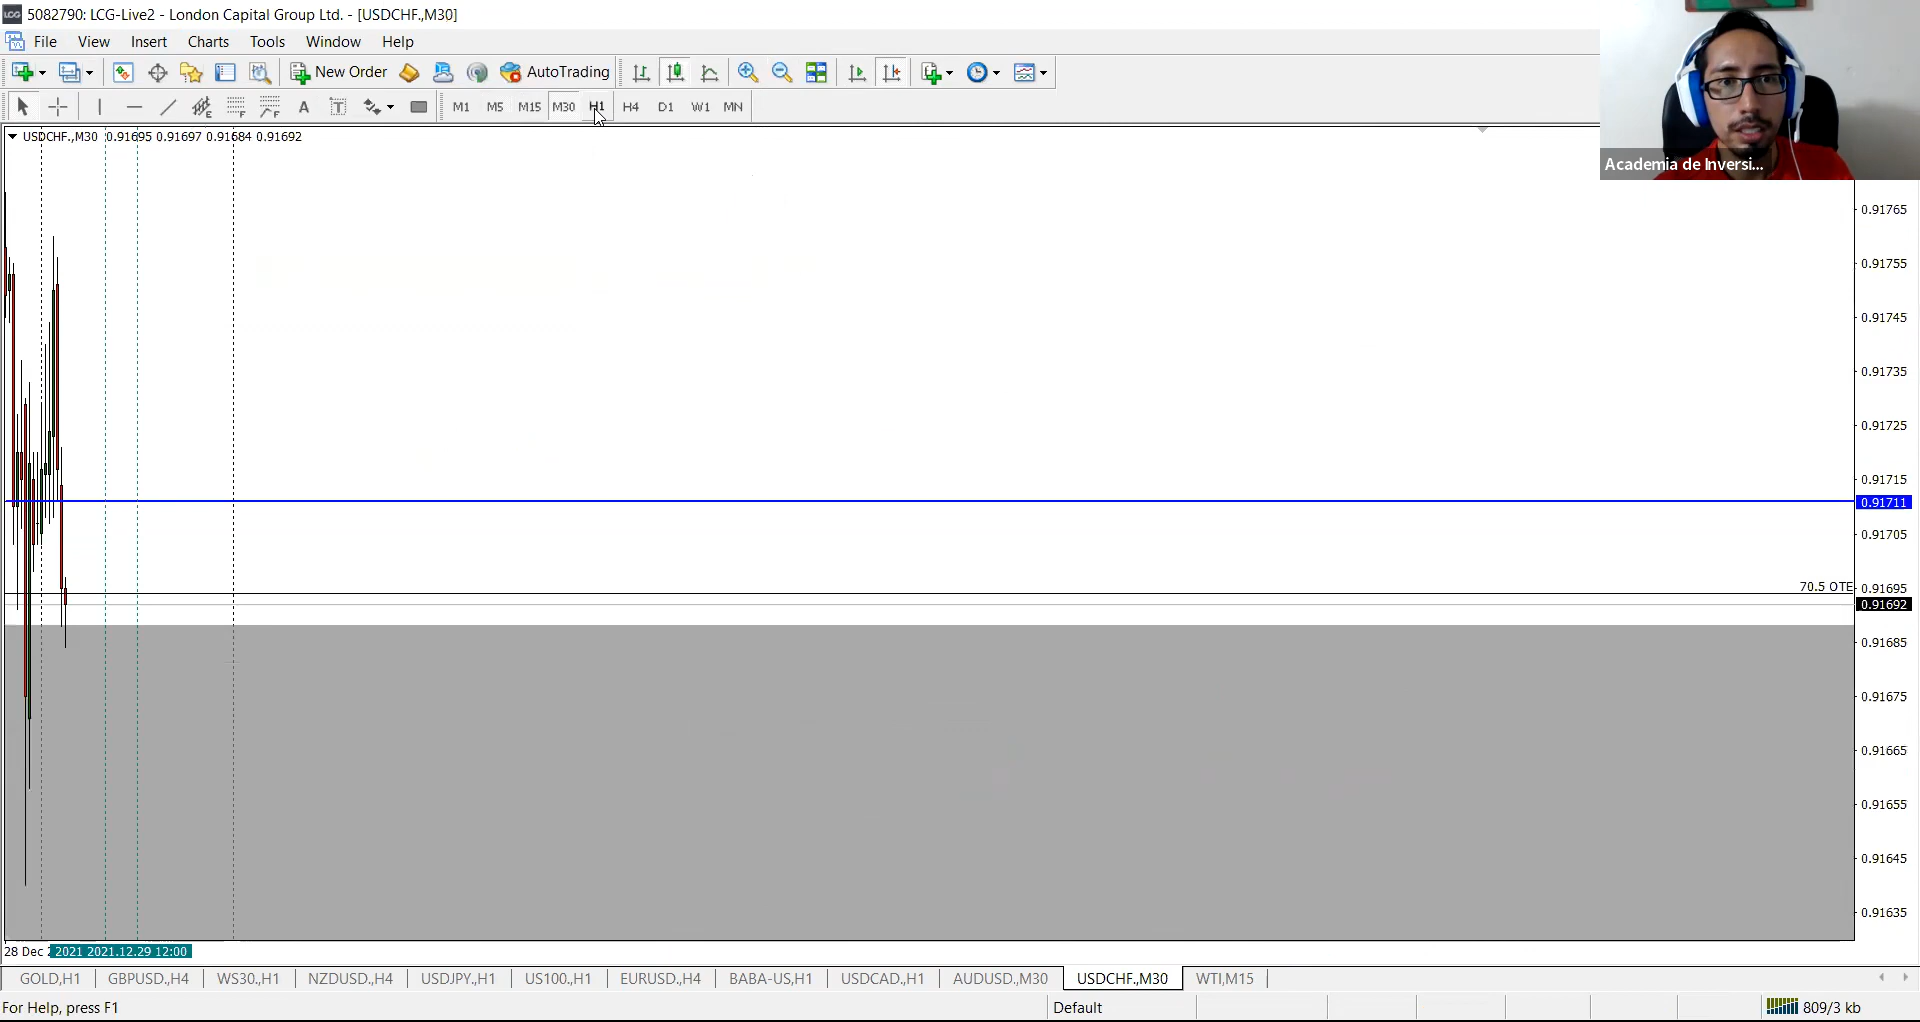 5082790: LCG-Live2 - London Capital Group Ltd. - [USDCHF.,M30]
File View Insert Charts Tools Window Help
New Order AutoTrading
A T M1 M5 M15 M30 H1 H4 D1 W1 MN
Academia de Inversi...
USDCHF.,M30 0.91695 0.91697 0.91684 0.91692
0.91765
0.91755
0.91745
0.91735
0.91725
0.91715
0.91711
0.91705
70.5 OTE 0.91695
0.91692
0.91685
0.91675
0.91665
0.91655
0.91645
0.91635
28 Dec 2021 2021.12.29 12:00
GOLD,H1 GBPUSD.,H4 WS30.,H1 NZDUSD.,H4 USDJPY.,H1 US100.,H1 EURUSD.,H4 BABA-US,H1 USDCAD.,H1 AUDUSD.,M30 USDCHF.,M30 WTI,M15
For Help, press F1 Default 809/3 kb